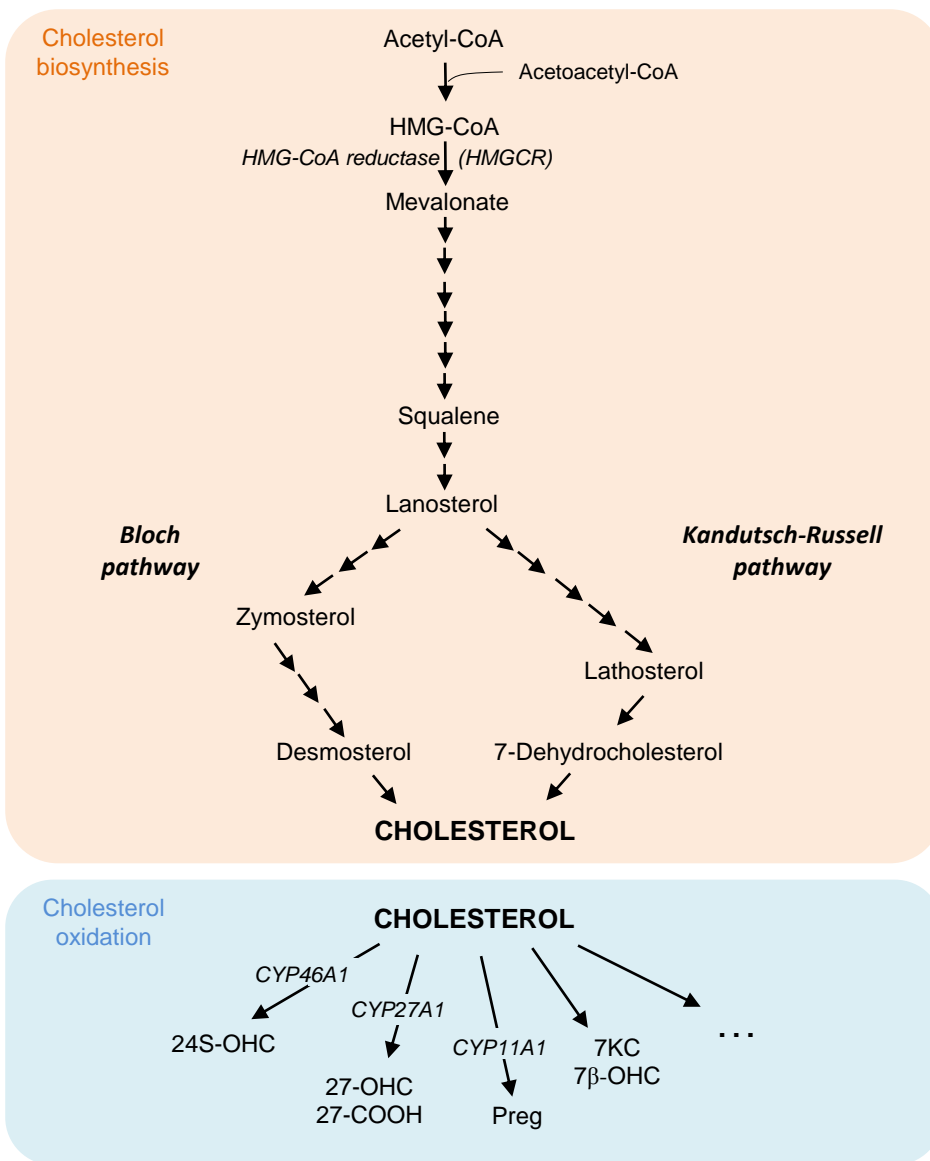 Cholesterol
biosynthesis
Acetyl-CoA
Acetoacetyl-CoA
HMG-CoA
HMG-CoA reductase (HMGCR)
Mevalonate
Squalene
Lanosterol
Bloch
pathway
Kandutsch-Russell
pathway
Zymosterol
Lathosterol
Desmosterol
7-Dehydrocholesterol
CHOLESTEROL
Cholesterol
oxidation
CHOLESTEROL
CYP46A1
CYP27A1
CYP11A1
24S-OHC
27-OHC
27-COOH
Preg
7KC
7β-OHC
...